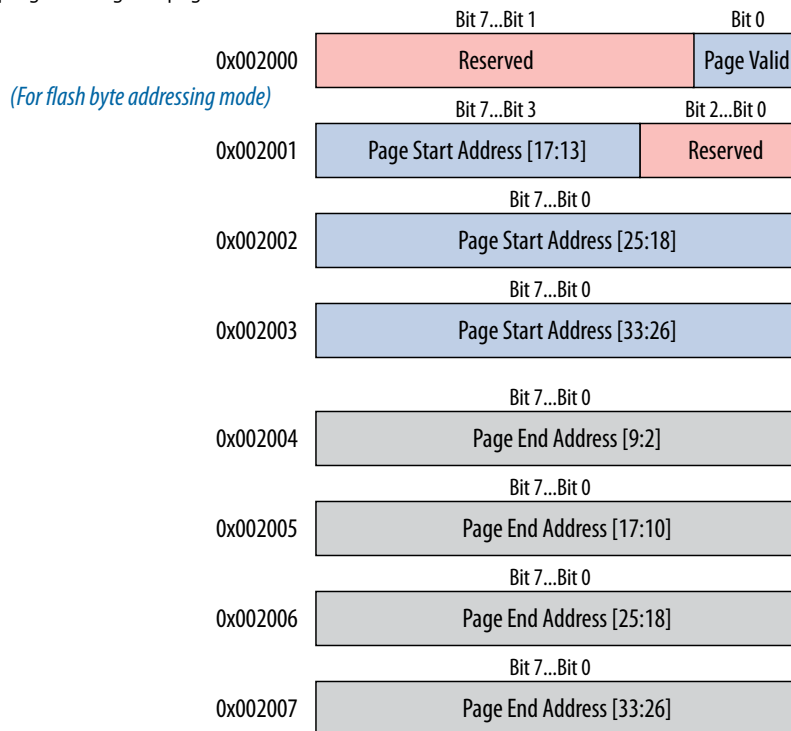 Bit 7...Bit 1 Bit 0
0x002000 Reserved Page Valid
(For flash byte addressing mode)
Bit 7...Bit 3 Bit 2...Bit 0
0x002001 Page Start Address [17:13] Reserved
Bit 7...Bit 0
0x002002 Page Start Address [25:18]
Bit 7...Bit 0
0x002003 Page Start Address [33:26]
Bit 7...Bit 0
0x002004 Page End Address [9:2]
Bit 7...Bit 0
0x002005 Page End Address [17:10]
Bit 7...Bit 0
0x002006 Page End Address [25:18]
Bit 7...Bit 0
0x002007 Page End Address [33:26]